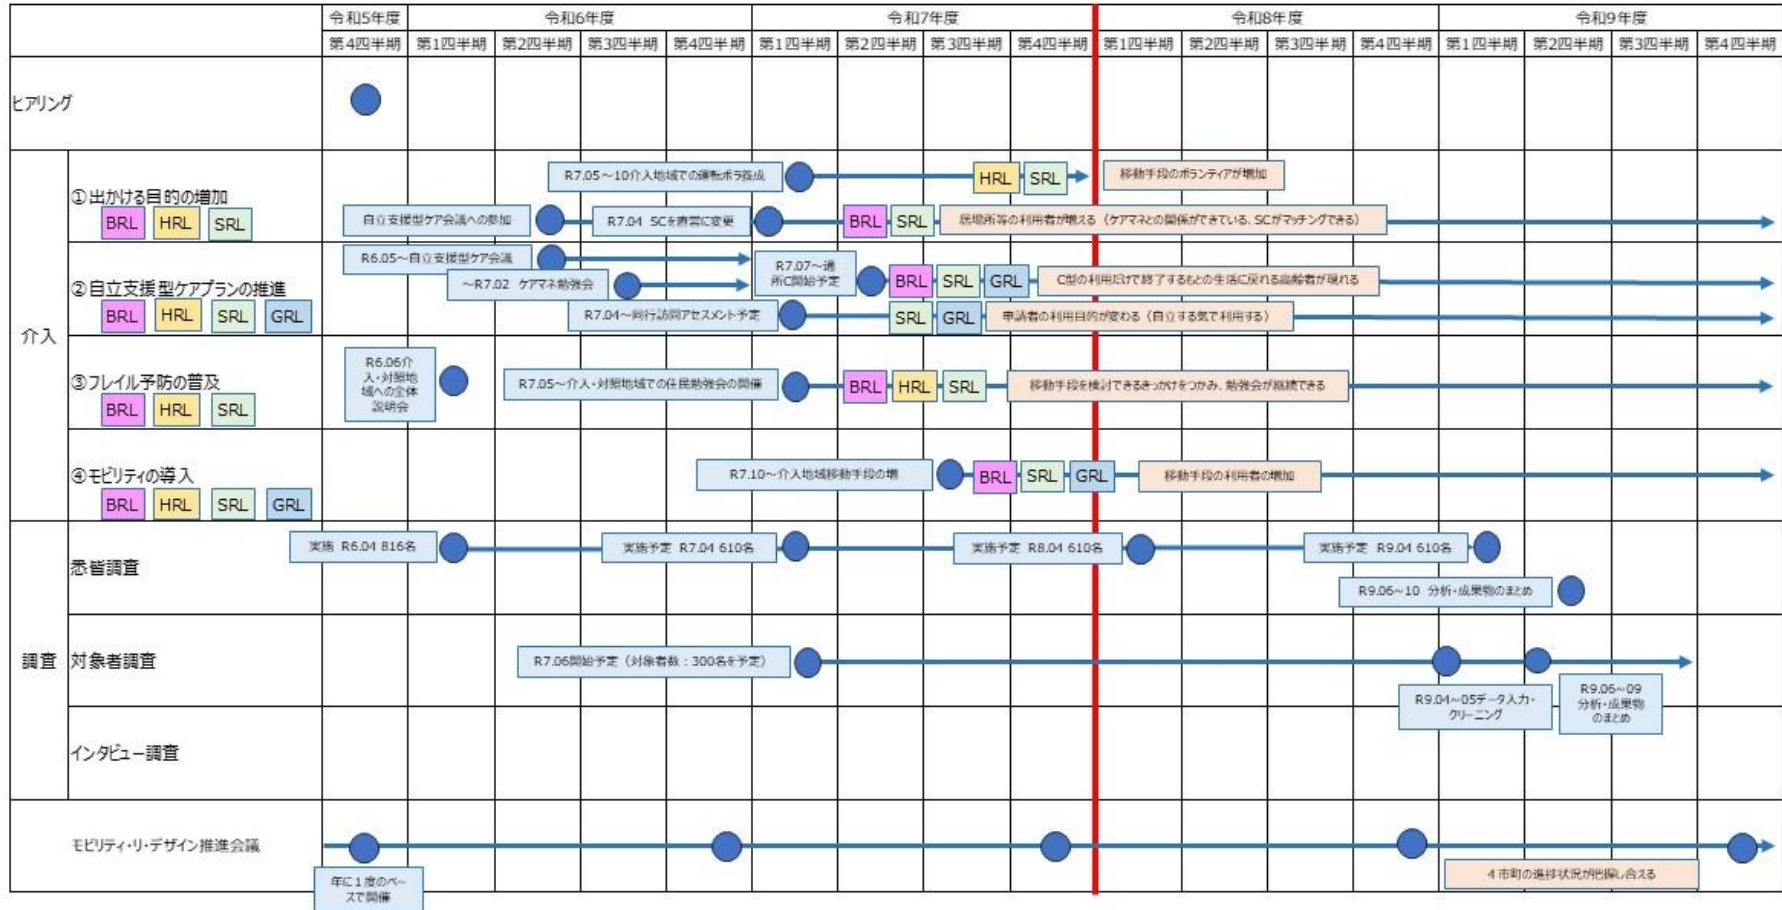 令和5年度 令和6年度 令和7年度 令和8年度 令和9年度
第4四半期 第1四半期 第2四半期 第3四半期 第4四半期 第1四半期 第2四半期 第3四半期 第4四半期 第1四半期 第2四半期 第3四半期 第4四半期 第1四半期 第2四半期 第3四半期 第4四半期
ヒアリング
介入
①出かける目的の増加
BRL HRL SRL
R7.05～10介入地域での運転ボラ養成
HRL SRL
移動手段のボランティアが増加
自立支援型ケア会議への参加
R7.04 SCを直営に変更
BRL SRL
居場所等の利用者が増える（ケアマネとの関係ができている、SCがマッチングできる）
②自立支援型ケアプランの推進
BRL HRL SRL GRL
R6.05～自立支援型ケア会議
～R7.02 ケアマネ勉強会
R7.07～通
所C開始予定
BRL SRL GRL
C型の利用だけで終了するもとの生活に戻れる高齢者が現れる
R7.04～同行訪問アセスメント予定
SRL GRL
申請者の利用目的が変わる（自立する気で利用する）
③フレイル予防の普及
BRL HRL SRL
R6.06介
入・対照地
域への全体
説明会
R7.05～介入・対照地域での住民勉強会の開催
BRL HRL SRL
移動手段を検討できるきっかけをつかみ、勉強会が継続できる
④モビリティの導入
BRL HRL SRL GRL
R7.10～介入地域移動手段の増
BRL SRL GRL
移動手段の利用者の増加
調査
悉皆調査
実施 R6.04 816名
実施予定 R7.04 610名
実施予定 R8.04 610名
実施予定 R9.04 610名
R9.06～10 分析・成果物のまとめ
対象者調査
R7.06開始予定（対象者数：300名を予定）
R9.04～05データ入力・
クリーニング
R9.06～09
分析・成果物
のまとめ
インタビュー調査
モビリティ・リ・デザイン推進会議
年に１度のペー
スで開催
４市町の進捗状況が把握し合える